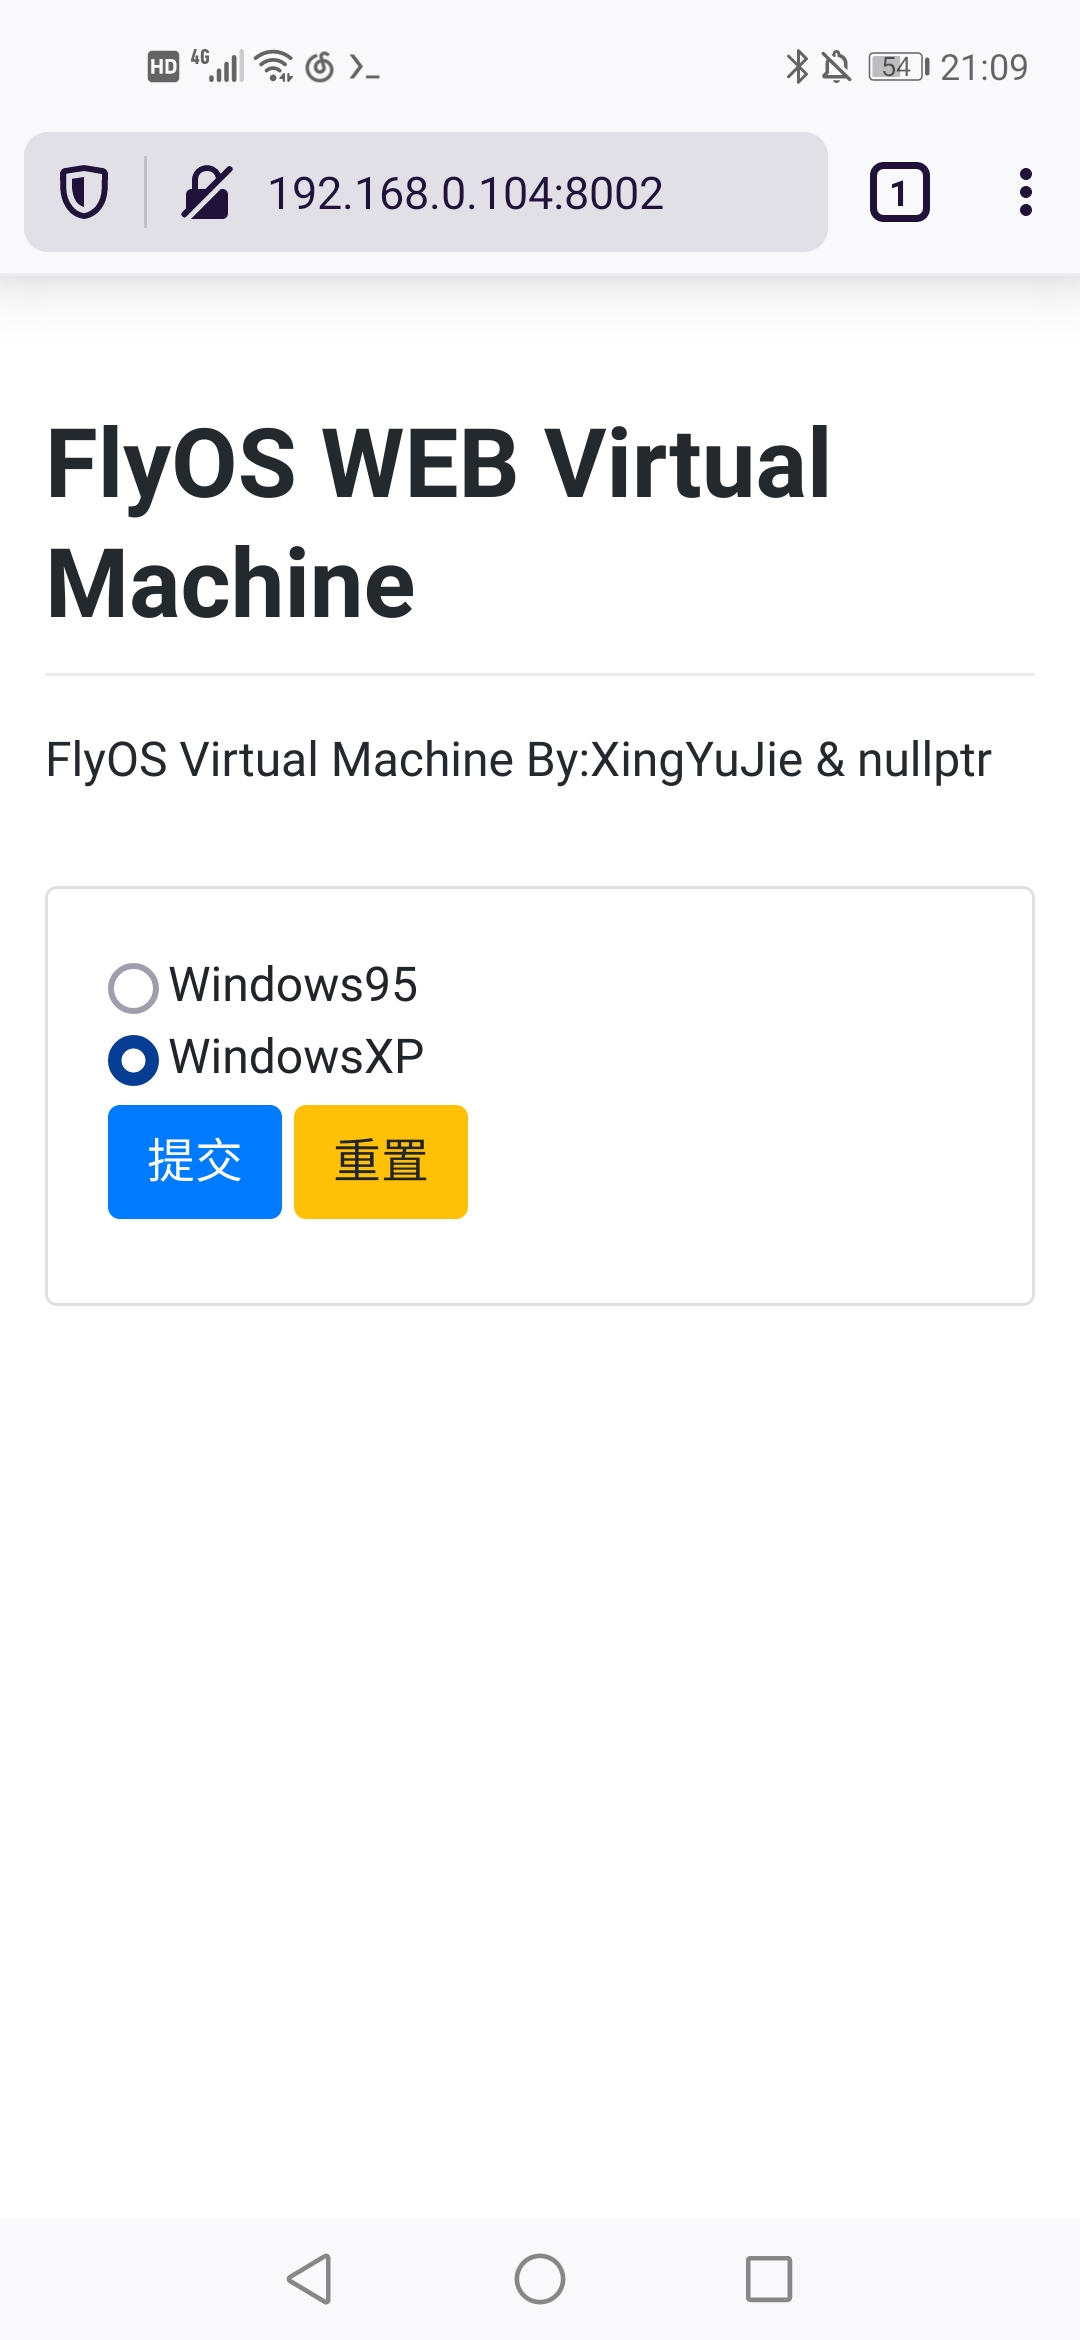 HD 4G 54 21:09
192.168.0.104:8002 1
FlyOS WEB Virtual
Machine
FlyOS Virtual Machine By:XingYuJie & nullptr
Windows95
WindowsXP
提交 重置